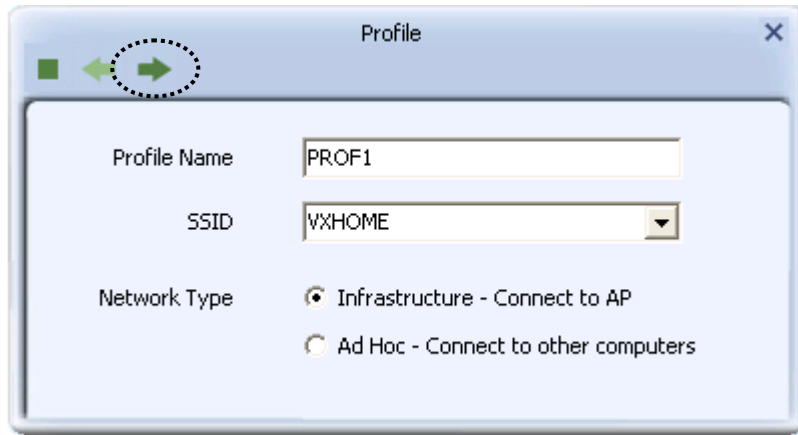 Profile
Profile Name PROF1
SSID VXHOME
Network Type Infrastructure - Connect to AP
Ad Hoc - Connect to other computers